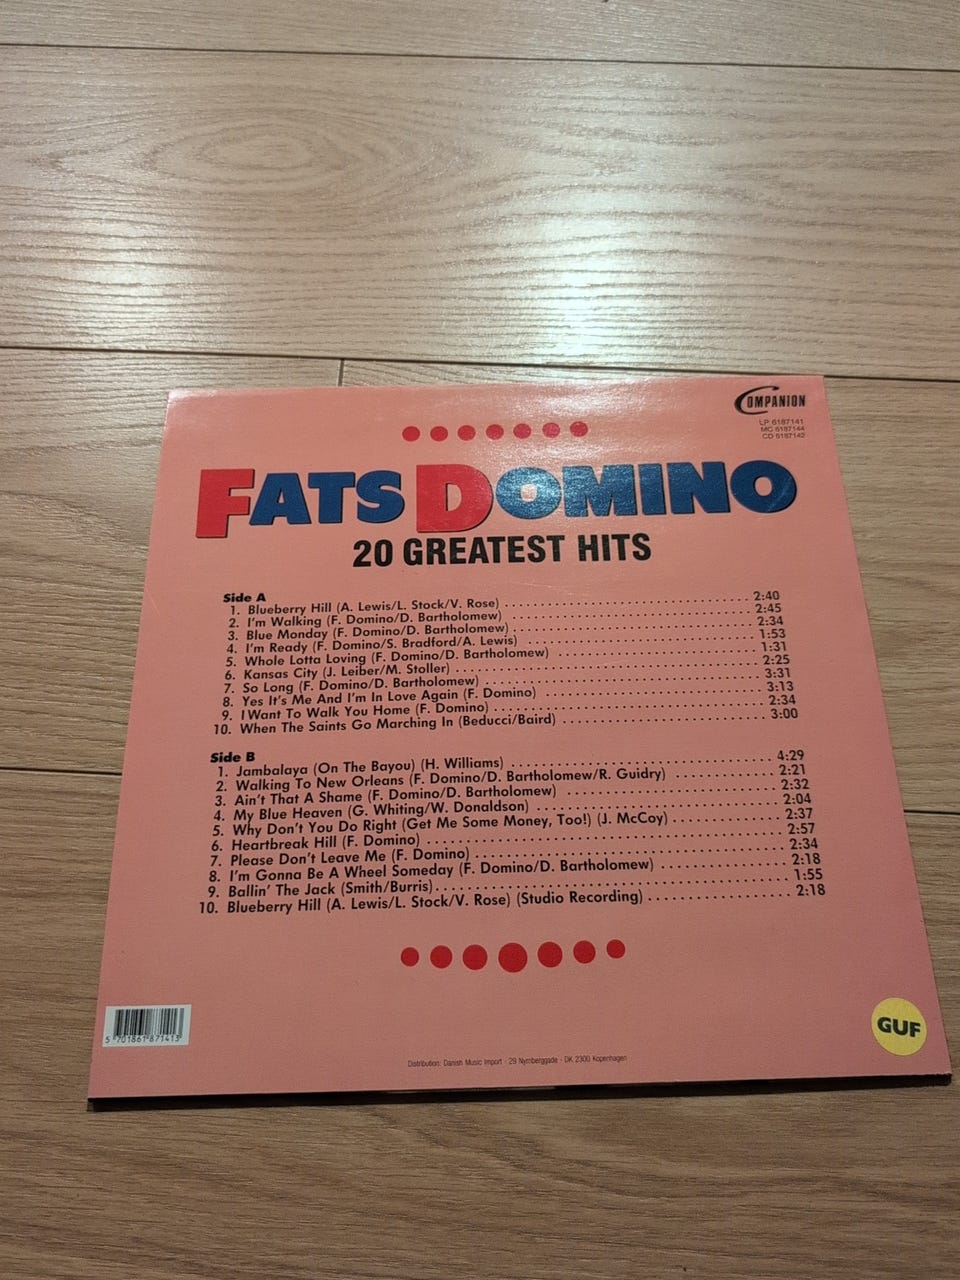 COMPANION
LP 6187141
MC 6187144
CD 6187142
FATS DOMINO
20 GREATEST HITS
Side A
1. Blueberry Hill (A. Lewis/L. Stock/V. Rose) 2:40
2. I'm Walking (F. Domino/D. Bartholomew) 2:45
3. Blue Monday (F. Domino/D. Bartholomew) 2:34
4. I'm Ready (F. Domino/S. Bradford/A. Lewis) 1:53
5. Whole Lotta Loving (F. Domino/D. Bartholomew) 1:31
6. Kansas City (J. Leiber/M. Stoller) 2:25
7. So Long (F. Domino/D. Bartholomew) 3:31
8. Yes It's Me And I'm In Love Again (F. Domino) 3:13
9. I Want To Walk You Home (F. Domino) 2:34
10. When The Saints Go Marching In (Beducci/Baird) 3:00
Side B
1. Jambalaya (On The Bayou) (H. Williams) 4:29
2. Walking To New Orleans (F. Domino/D. Bartholomew/R. Guidry) 2:21
3. Ain't That A Shame (F. Domino/D. Bartholomew) 2:32
4. My Blue Heaven (G. Whiting/W. Donaldson) 2:04
5. Why Don't You Do Right (Get Me Some Money, Too!) (J. McCoy) 2:37
6. Heartbreak Hill (F. Domino) 2:57
7. Please Don't Leave Me (F. Domino) 2:34
8. I'm Gonna Be A Wheel Someday (F. Domino/D. Bartholomew) 2:18
9. Ballin' The Jack (Smith/Burris) 1:55
10. Blueberry Hill (A. Lewis/L. Stock/V. Rose) (Studio Recording) 2:18
5 701861 871413
GUF
Distribution: Danish Music Import · 29 Nyrnberggade · DK 2300 Kopenhagen